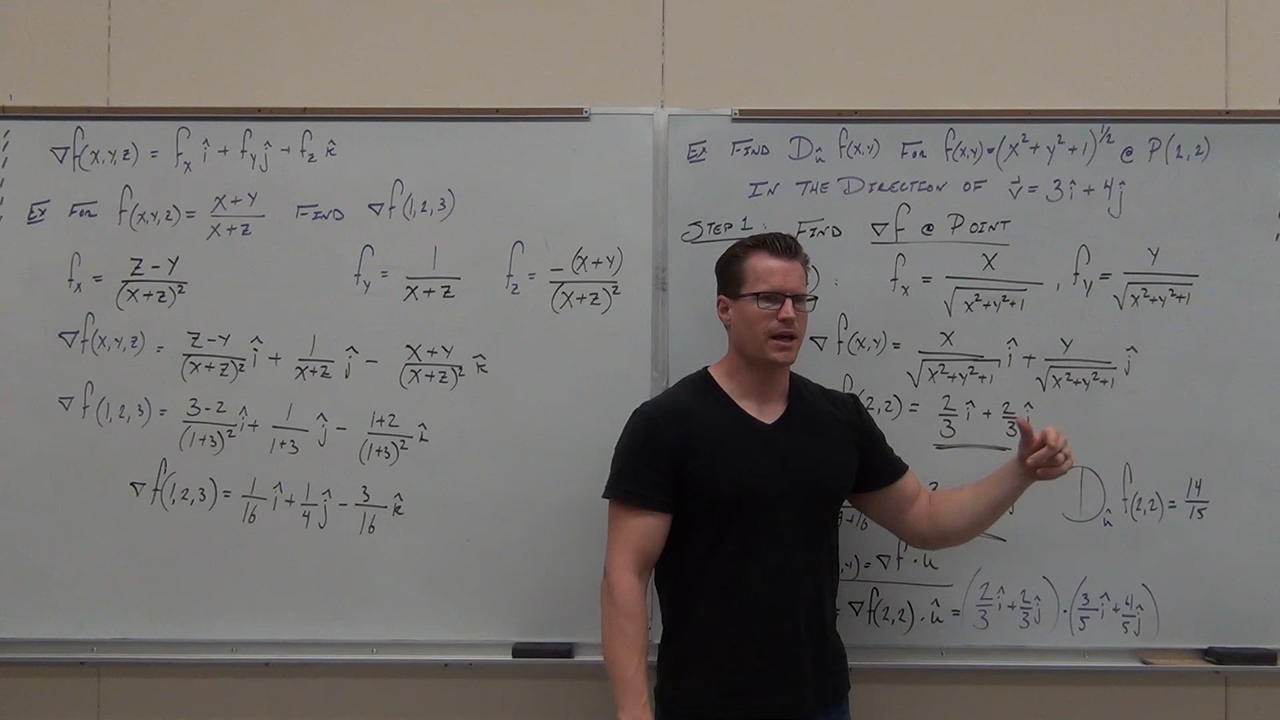 ∇f(x,y,z) = f_x î + f_y ĵ + f_z k̂
Ex For f(x,y,z) = (x+y)/(x+z) Find ∇f(1,2,3)
f_x = (z-y)/(x+z)² f_y = 1/(x+z) f_z = -(x+y)/(x+z)²
∇f(x,y,z) = (z-y)/(x+z)² î + 1/(x+z) ĵ - (x+y)/(x+z)² k̂
∇f(1,2,3) = (3-2)/(1+3)² î + 1/(1+3) ĵ - (1+2)/(1+3)² k̂
∇f(1,2,3) = 1/16 î + 1/4 ĵ - 3/16 k̂
Ex Find D_û f(x,y) For f(x,y) = (x²+y²+1)^(1/2) @ P(2,2)
In the Direction of v⃗ = 3î + 4ĵ
Step 1: Find ∇f @ Point
) : f_x = x/√(x²+y²+1) , f_y = y/√(x²+y²+1)
∇f(x,y) = x/√(x²+y²+1) î + y/√(x²+y²+1) ĵ
(2,2) = 2/3 î + 2/3 ĵ
D_û f(2,2) = 14/15
) = ∇f · u
= ∇f(2,2) · û = (2/3 î + 2/3 ĵ) · (3/5 î + 4/5 ĵ)